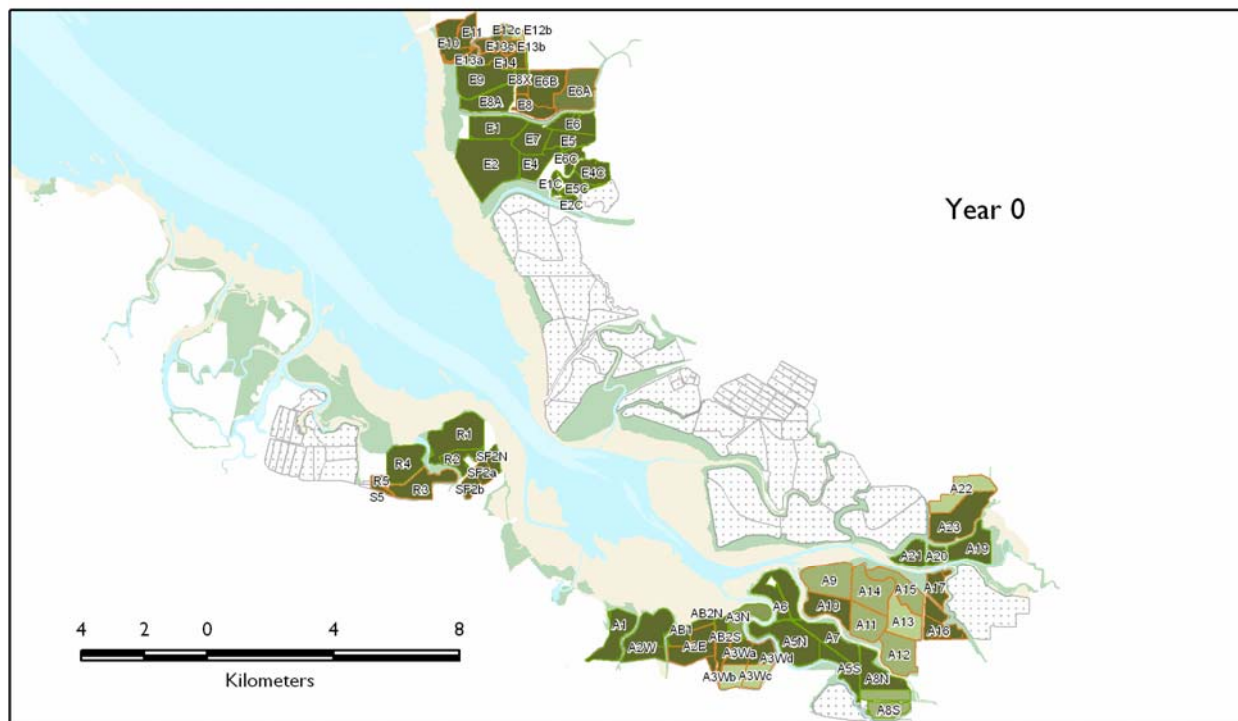 E11
E12c E12b
E10
E13c E13b
E13a
E14
E9
E8X
E6B
E6A
E8A
E8
E1
E6
E7
E5
E2
E4
E6C
E4C
E1C
E5C
E2C
Year 0
R1
R4
R2
SF2N
SF2a
R5
R3
SF2b
S5
A22
A23
A19
A21
A20
A9
A14
A15
A17
A6
A10
AB2N
A3N
A11
A13
A16
A1
AB1
AB2S
A5N
A7
A2W
A2E
A3Wa
A3Wd
A12
A5S
A3Wb
A3Wc
A8N
A8S
4 2 0 4 8
Kilometers